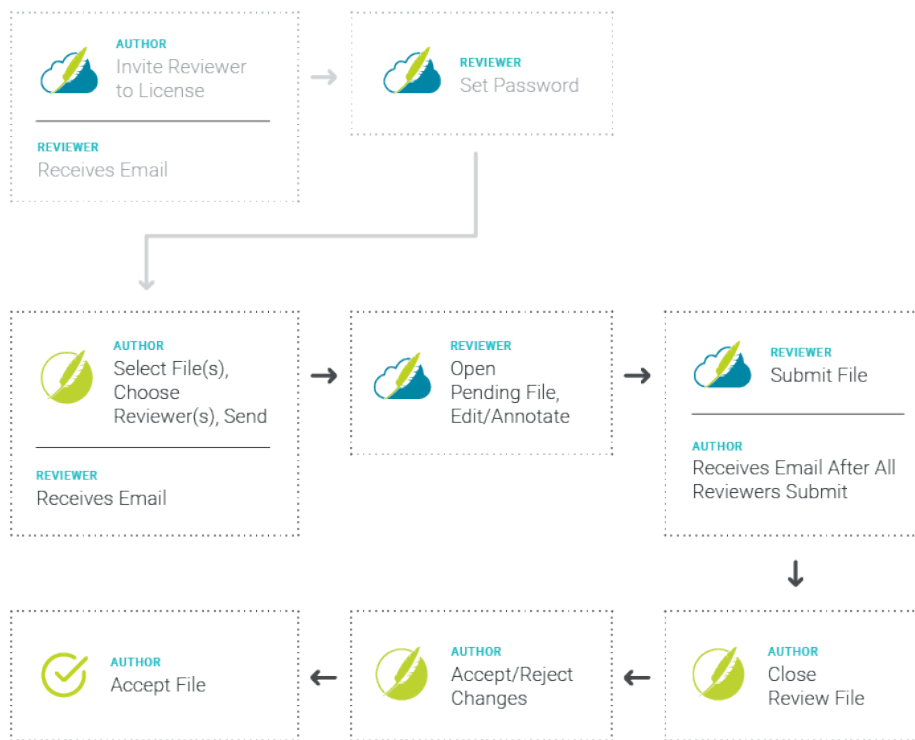 AUTHOR
Invite Reviewer
to License
REVIEWER
Receives Email
REVIEWER
Set Password
AUTHOR
Select File(s),
Choose
Reviewer(s), Send
REVIEWER
Receives Email
REVIEWER
Open
Pending File,
Edit/Annotate
REVIEWER
Submit File
AUTHOR
Receives Email After All
Reviewers Submit
AUTHOR
Close
Review File
AUTHOR
Accept/Reject
Changes
AUTHOR
Accept File